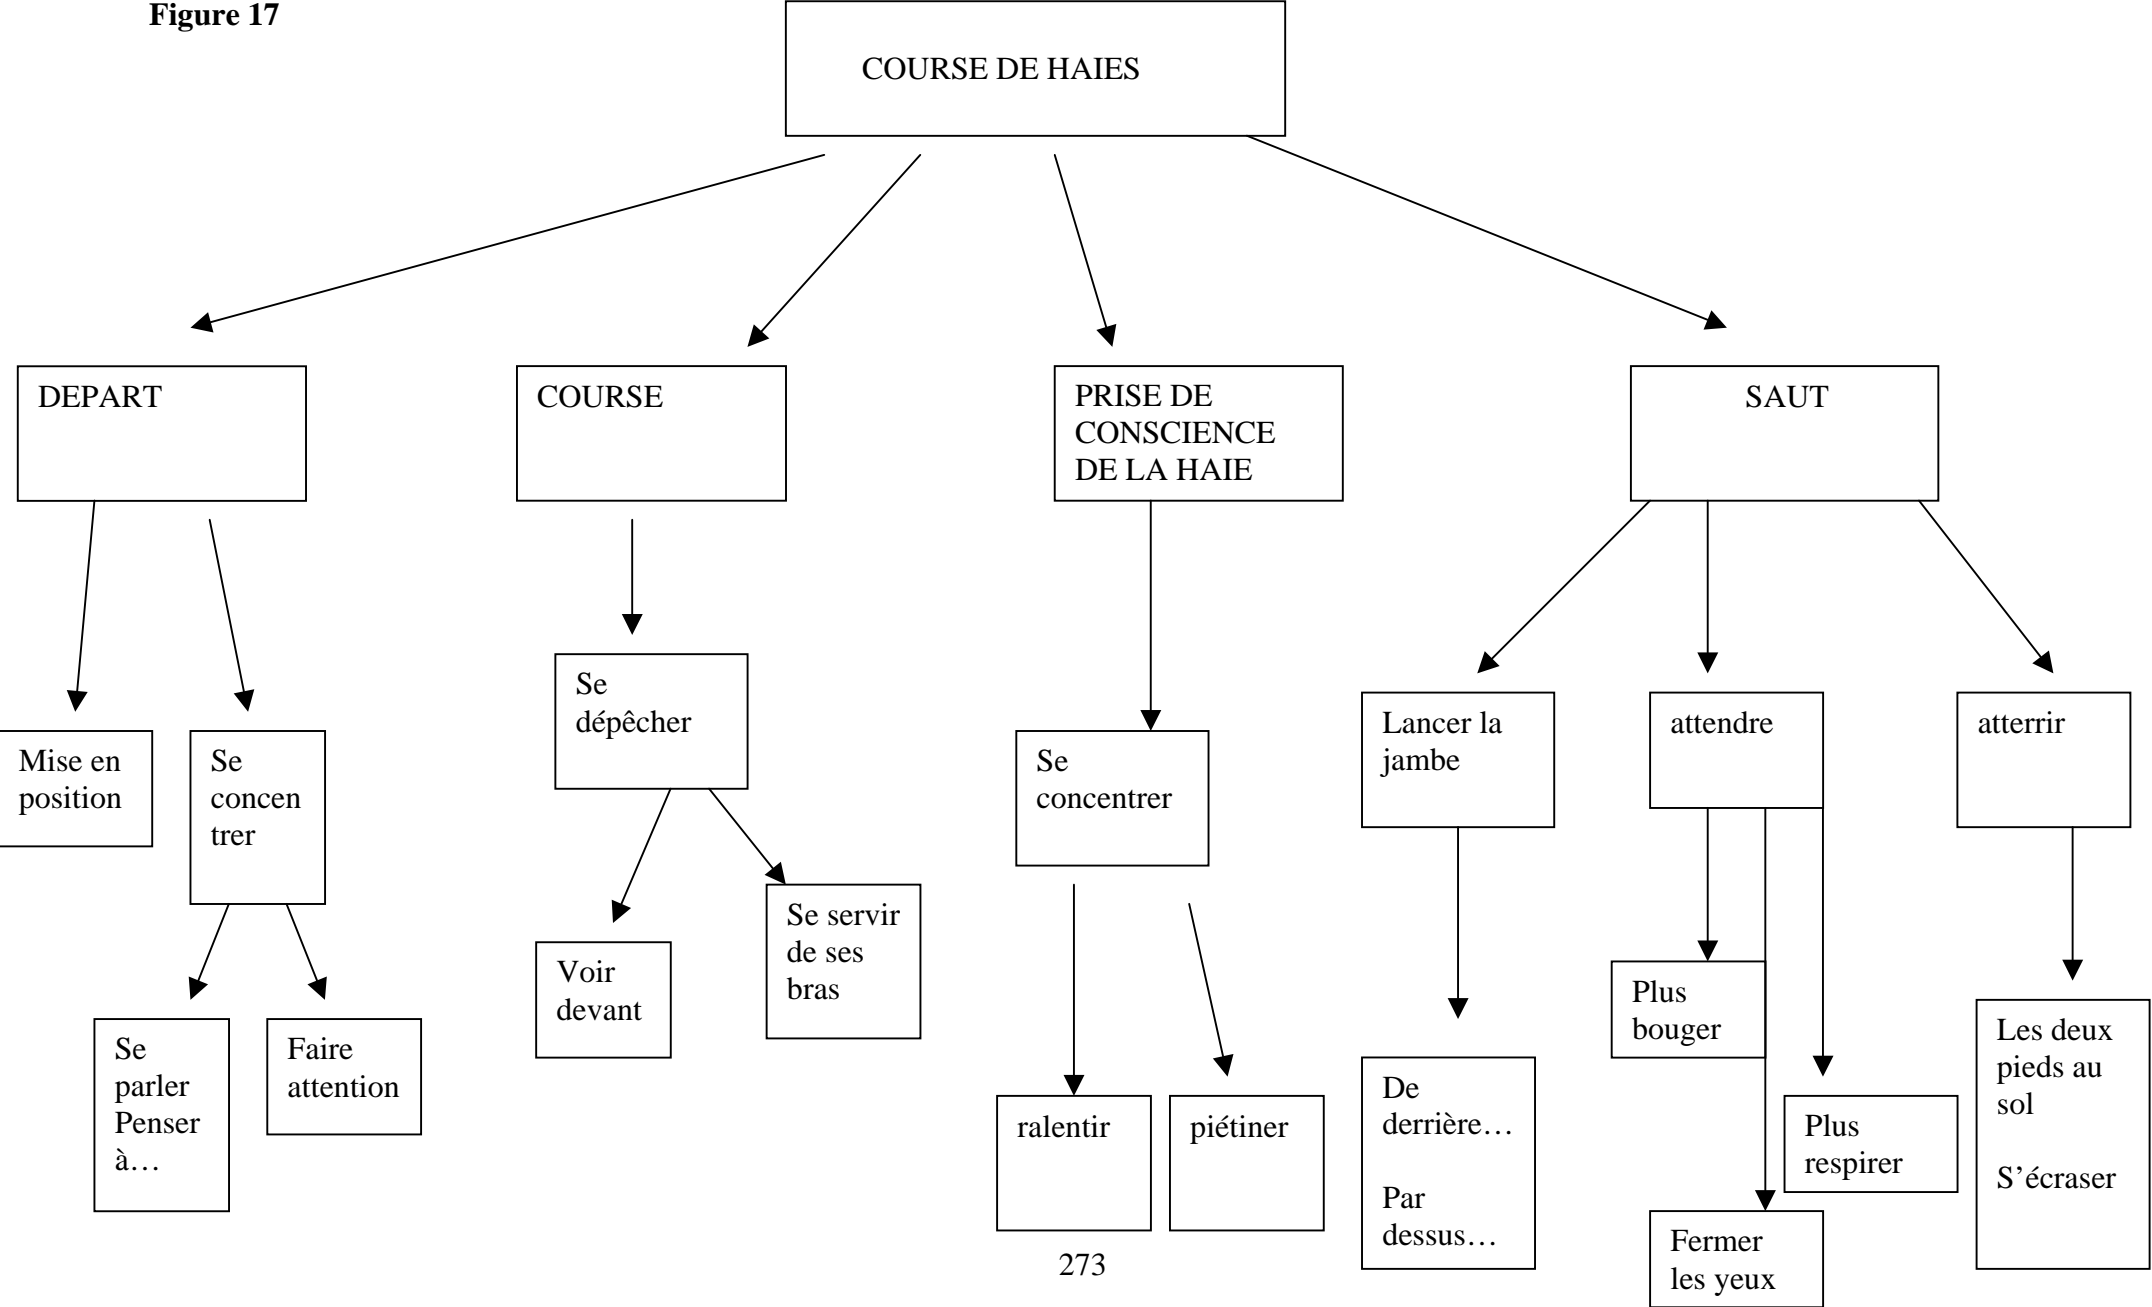 Figure 17
COURSE DE HAIES
DEPART
COURSE
PRISE DE
CONSCIENCE
DE LA HAIE
SAUT
Mise en
position
Se
concen
trer
Se
dépêcher
Se
concentrer
Lancer la
jambe
attendre
atterrir
Se
parler
Penser
à…
Faire
attention
Voir
devant
Se servir
de ses
bras
ralentir
piétiner
De
derrière…
Par
dessus…
Plus
bouger
Fermer
les yeux
Plus
respirer
Les deux
pieds au
sol
S’écraser
273